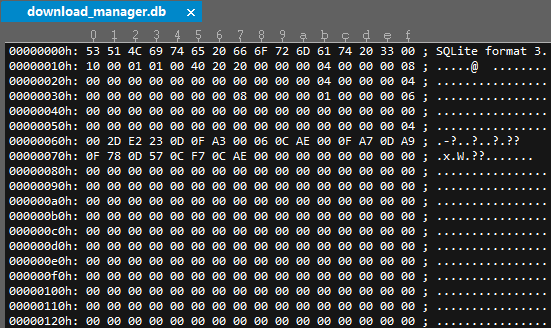 download_manager.db ×
0 1 2 3 4 5 6 7 8 9 a b c d e f
00000000h: 53 51 4C 69 74 65 20 66 6F 72 6D 61 74 20 33 00 ; SQLite format 3.
00000010h: 10 00 01 01 00 40 20 20 00 00 00 04 00 00 00 08 ; .....@  ........
00000020h: 00 00 00 00 00 00 00 00 00 00 00 04 00 00 00 04 ; ................
00000030h: 00 00 00 00 00 00 00 08 00 00 00 01 00 00 00 06 ; ................
00000040h: 00 00 00 00 00 00 00 00 00 00 00 00 00 00 00 00 ; ................
00000050h: 00 00 00 00 00 00 00 00 00 00 00 00 00 00 00 04 ; ................
00000060h: 00 2D E2 23 0D 0F A3 00 06 0C AE 00 0F A7 0D A9 ; .-?..?..?.??
00000070h: 0F 78 0D 57 0C F7 0C AE 00 00 00 00 00 00 00 00 ; .x.W.??.......
00000080h: 00 00 00 00 00 00 00 00 00 00 00 00 00 00 00 00 ; ................
00000090h: 00 00 00 00 00 00 00 00 00 00 00 00 00 00 00 00 ; ................
000000a0h: 00 00 00 00 00 00 00 00 00 00 00 00 00 00 00 00 ; ................
000000b0h: 00 00 00 00 00 00 00 00 00 00 00 00 00 00 00 00 ; ................
000000c0h: 00 00 00 00 00 00 00 00 00 00 00 00 00 00 00 00 ; ................
000000d0h: 00 00 00 00 00 00 00 00 00 00 00 00 00 00 00 00 ; ................
000000e0h: 00 00 00 00 00 00 00 00 00 00 00 00 00 00 00 00 ; ................
000000f0h: 00 00 00 00 00 00 00 00 00 00 00 00 00 00 00 00 ; ................
00000100h: 00 00 00 00 00 00 00 00 00 00 00 00 00 00 00 00 ; ................
00000110h: 00 00 00 00 00 00 00 00 00 00 00 00 00 00 00 00 ; ................
00000120h: 00 00 00 00 00 00 00 00 00 00 00 00 00 00 00 00 ; ................